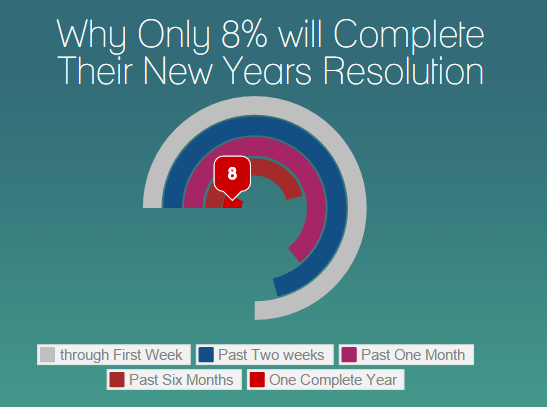 Why Only 8% will Complete
Their New Years Resolution
8
through First Week
Past Two weeks
Past One Month
Past Six Months
One Complete Year